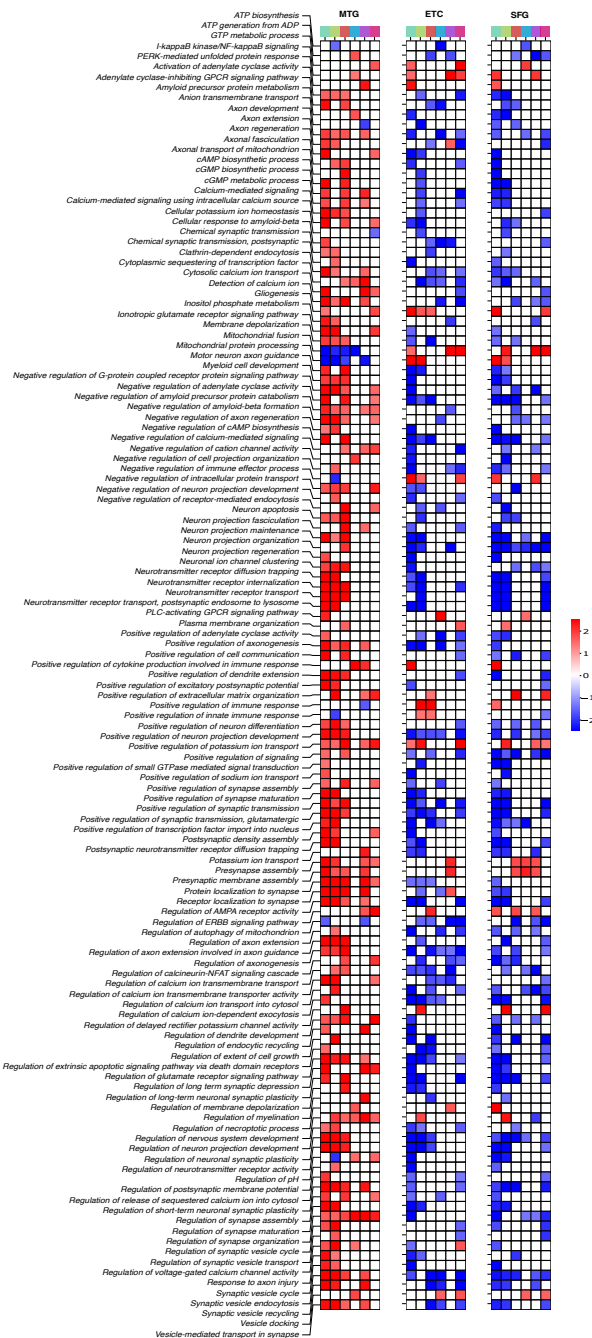 MTG
ETC
SFG
ATP biosynthesis
ATP generation from ADP
GTP metabolic process
I-kappaB kinase/NF-kappaB signaling
PERK-mediated unfolded protein response
Activation of adenylate cyclase activity
Adenylate cyclase-inhibiting GPCR signaling pathway
Amyloid precursor protein metabolism
Anion transmembrane transport
Axon development
Axon extension
Axon regeneration
Axonal fasciculation
Axonal transport of mitochondrion
cAMP biosynthetic process
cGMP biosynthetic process
cGMP metabolic process
Calcium-mediated signaling
Calcium-mediated signaling using intracellular calcium source
Cellular potassium ion homeostasis
Cellular response to amyloid-beta
Chemical synaptic transmission
Chemical synaptic transmission, postsynaptic
Clathrin-dependent endocytosis
Cytoplasmic sequestering of transcription factor
Cytosolic calcium ion transport
Detection of calcium ion
Gliogenesis
Inositol phosphate metabolism
Ionotropic glutamate receptor signaling pathway
Membrane depolarization
Mitochondrial fusion
Mitochondrial protein processing
Motor neuron axon guidance
Myeloid cell development
Negative regulation of G-protein coupled receptor protein signaling pathway
Negative regulation of adenylate cyclase activity
Negative regulation of amyloid precursor protein catabolism
Negative regulation of amyloid-beta formation
Negative regulation of axon regeneration
Negative regulation of cAMP biosynthesis
Negative regulation of calcium-mediated signaling
Negative regulation of cation channel activity
Negative regulation of cell projection organization
Negative regulation of immune effector process
Negative regulation of intracellular protein transport
Negative regulation of neuron projection development
Negative regulation of receptor-mediated endocytosis
Neuron apoptosis
Neuron projection fasciculation
Neuron projection maintenance
Neuron projection organization
Neuron projection regeneration
Neuronal ion channel clustering
Neurotransmitter receptor diffusion trapping
Neurotransmitter receptor internalization
Neurotransmitter receptor transport
Neurotransmitter receptor transport, postsynaptic endosome to lysosome
PLC-activating GPCR signaling pathway
Plasma membrane organization
Positive regulation of adenylate cyclase activity
Positive regulation of axonogenesis
Positive regulation of cell communication
Positive regulation of cytokine production involved in immune response
Positive regulation of dendrite extension
Positive regulation of excitatory postsynaptic potential
Positive regulation of extracellular matrix organization
Positive regulation of immune response
Positive regulation of innate immune response
Positive regulation of neuron differentiation
Positive regulation of neuron projection development
Positive regulation of potassium ion transport
Positive regulation of signaling
Positive regulation of small GTPase mediated signal transduction
Positive regulation of sodium ion transport
Positive regulation of synapse assembly
Positive regulation of synapse maturation
Positive regulation of synaptic transmission
Positive regulation of synaptic transmission, glutamatergic
Positive regulation of transcription factor import into nucleus
Postsynaptic density assembly
Postsynaptic neurotransmitter receptor diffusion trapping
Potassium ion transport
Presynapse assembly
Presynaptic membrane assembly
Protein localization to synapse
Receptor localization to synapse
Regulation of AMPA receptor activity
Regulation of ERBB signaling pathway
Regulation of autophagy of mitochondrion
Regulation of axon extension
Regulation of axon extension involved in axon guidance
Regulation of axonogenesis
Regulation of calcineurin-NFAT signaling cascade
Regulation of calcium ion transmembrane transport
Regulation of calcium ion transmembrane transporter activity
Regulation of calcium ion transport into cytosol
Regulation of calcium ion-dependent exocytosis
Regulation of delayed rectifier potassium channel activity
Regulation of dendrite development
Regulation of endocytic recycling
Regulation of extent of cell growth
Regulation of extrinsic apoptotic signaling pathway via death domain receptors
Regulation of glutamate receptor signaling pathway
Regulation of long term synaptic depression
Regulation of long-term neuronal synaptic plasticity
Regulation of membrane depolarization
Regulation of myelination
Regulation of necroptotic process
Regulation of nervous system development
Regulation of neuron projection development
Regulation of neuronal synaptic plasticity
Regulation of neurotransmitter receptor activity
Regulation of pH
Regulation of postsynaptic membrane potential
Regulation of release of sequestered calcium ion into cytosol
Regulation of short-term neuronal synaptic plasticity
Regulation of synapse assembly
Regulation of synapse maturation
Regulation of synapse organization
Regulation of synaptic vesicle cycle
Regulation of synaptic vesicle transport
Regulation of voltage-gated calcium channel activity
Response to axon injury
Synaptic vesicle cycle
Synaptic vesicle endocytosis
Synaptic vesicle recycling
Vesicle docking
Vesicle-mediated transport in synapse
2
1
0